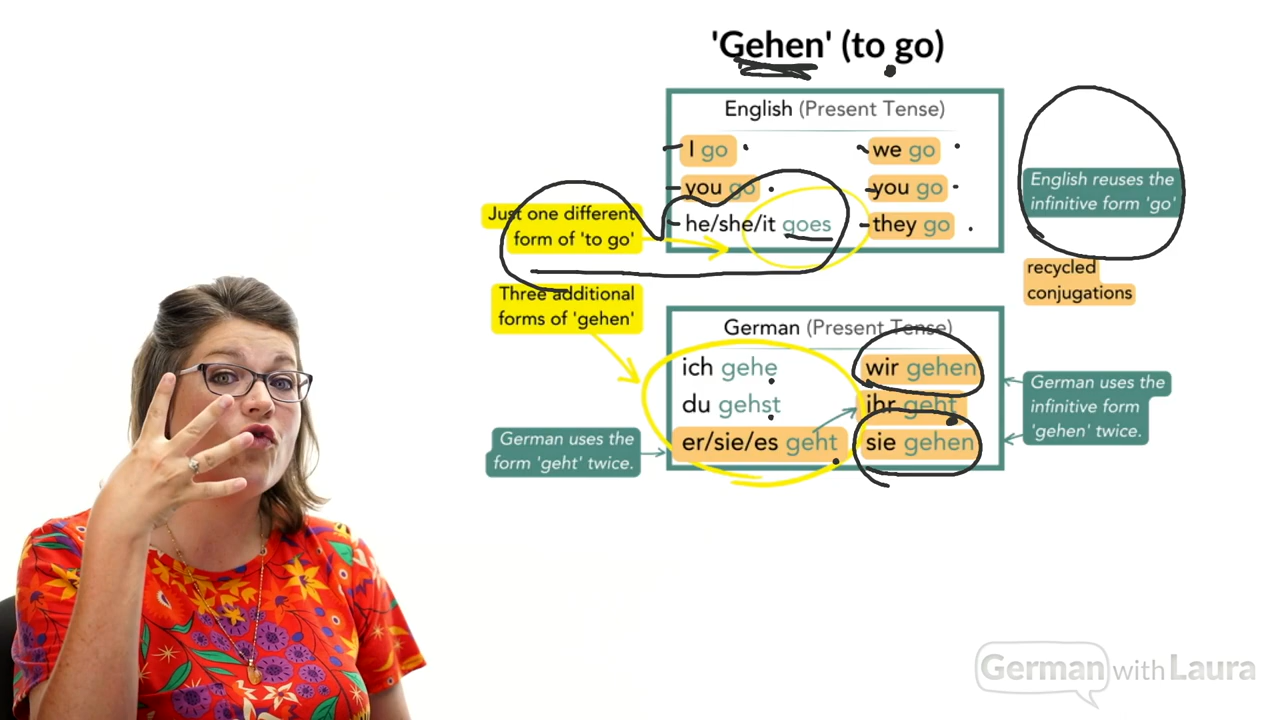 'Gehen' (to go)
English (Present Tense)
I go
we go
you go
you go
he/she/it goes
they go
Just one different
form of 'to go'
English reuses the
infinitive form 'go'
recycled
conjugations
Three additional
forms of 'gehen'
German (Present Tense)
ich gehe
wir gehen
du gehst
ihr geht
er/sie/es geht
sie gehen
German uses the
infinitive form
'gehen' twice.
German uses the
form 'geht' twice.
German with Laura